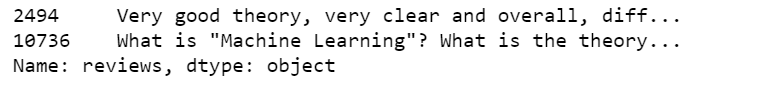 2494 Very good theory, very clear and overall, diff...
10736 What is "Machine Learning"? What is the theory...
Name: reviews, dtype: object